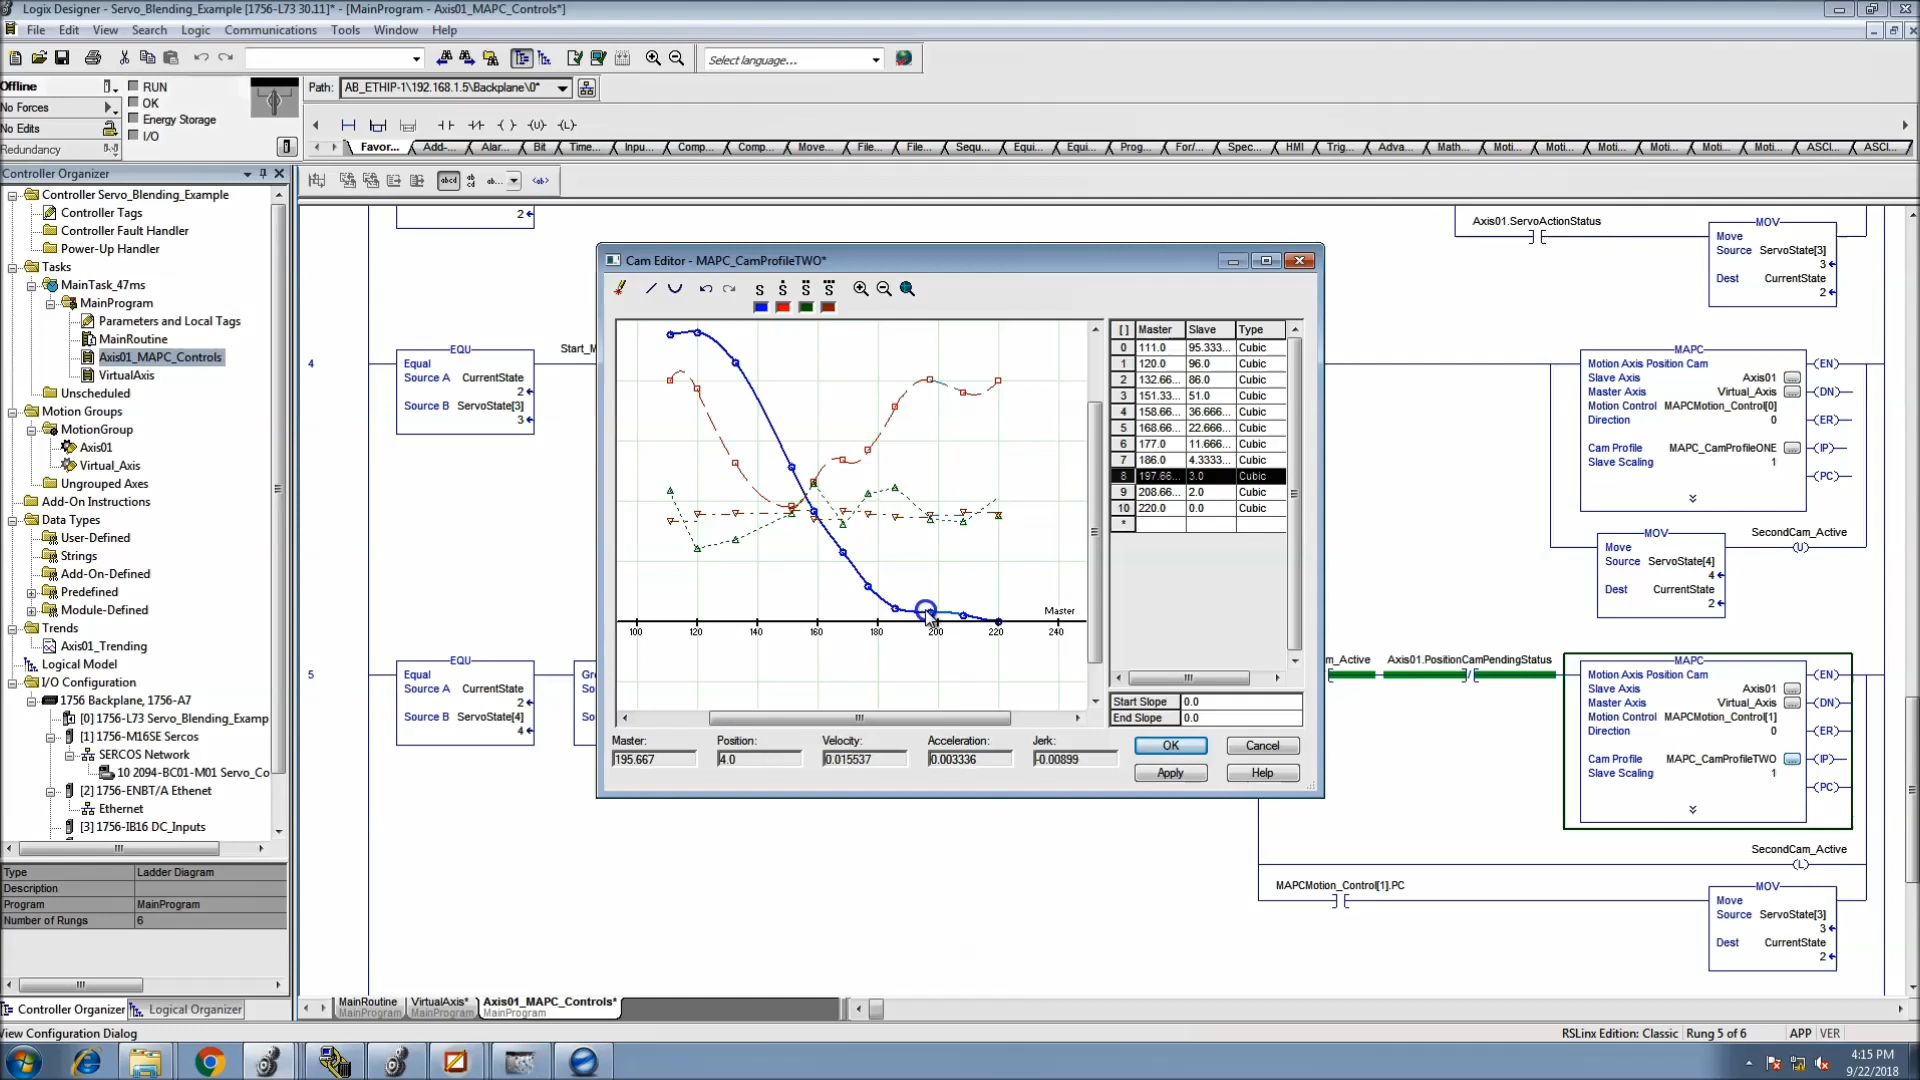 Logix Designer - Servo_Blending_Example [1756-L73 30.11]* - [MainProgram - Axis01_MAPC_Controls*]
File Edit View Search Logic Communications Tools Window Help
Select language...
Offline RUN
No Forces OK
No Edits Energy Storage
Redundancy I/O
Path: AB_ETHIP-1\192.168.1.5\Backplane\0*
Favor... Add-... Alar... Bit Time... Inpu... Comp... Comp... Move... File... File... Sequ... Equi... Equi... Prog... For/... Spec... HMI Trig... Adva... Math... Moti... Moti... Moti... Moti... Moti... Moti... ASCI... ASCI...
Controller Organizer
Controller Servo_Blending_Example
Controller Tags
Controller Fault Handler
Power-Up Handler
Tasks
MainTask_47ms
MainProgram
Parameters and Local Tags
MainRoutine
Axis01_MAPC_Controls
VirtualAxis
Unscheduled
Motion Groups
MotionGroup
Axis01
Virtual_Axis
Ungrouped Axes
Add-On Instructions
Data Types
User-Defined
Strings
Add-On-Defined
Predefined
Module-Defined
Trends
Axis01_Trending
Logical Model
I/O Configuration
1756 Backplane, 1756-A7
[0] 1756-L73 Servo_Blending_Examp
[1] 1756-M16SE Sercos
SERCOS Network
10 2094-BC01-M01 Servo_Co
[2] 1756-ENBT/A Ethenet
Ethernet
[3] 1756-IB16 DC_Inputs
Type Ladder Diagram
Description
Program MainProgram
Number of Rungs 6
Controller Organizer Logical Organizer
View Configuration Dialog
2
4
EQU
Equal
Source A CurrentState
2
Source B ServoState[3]
3
Start_M
5
EQU
Equal
Source A CurrentState
2
Source B ServoState[4]
4
Gr
So
So
Cam Editor - MAPC_CamProfileTWO*
S S S S
[ ] Master Slave Type
0 111.0 95.333... Cubic
1 120.0 96.0 Cubic
2 132.66... 86.0 Cubic
3 151.33... 51.0 Cubic
4 158.66... 36.666... Cubic
5 168.66... 22.666... Cubic
6 177.0 11.666... Cubic
7 186.0 4.3333... Cubic
8 197.66... 3.0 Cubic
9 208.66... 2.0 Cubic
10 220.0 0.0 Cubic
*
Master
100 120 140 160 180 200 220 240
Start Slope 0.0
End Slope 0.0
Master: Position: Velocity: Acceleration: Jerk:
195.667 4.0 0.015537 0.003336 -0.00899
OK Cancel
Apply Help
Axis01.ServoActionStatus
MOV
Move
Source ServoState[3]
3
Dest CurrentState
2
MAPC
Motion Axis Position Cam (EN)
Slave Axis Axis01 ...
Master Axis Virtual_Axis ... (DN)
Motion Control MAPCMotion_Control[0]
Direction 0 (ER)
Cam Profile MAPC_CamProfileONE ... (IP)
Slave Scaling 1
(PC)
MOV
Move
Source ServoState[4]
4
Dest CurrentState
2
SecondCam_Active
U
m_Active Axis01.PositionCamPendingStatus
MAPC
Motion Axis Position Cam (EN)
Slave Axis Axis01 ...
Master Axis Virtual_Axis ... (DN)
Motion Control MAPCMotion_Control[1]
Direction 0 (ER)
Cam Profile MAPC_CamProfileTWO ... (IP)
Slave Scaling 1
(PC)
SecondCam_Active
L
MAPCMotion_Control[1].PC
MOV
Move
Source ServoState[3]
3
Dest CurrentState
2
MainRoutine VirtualAxis* Axis01_MAPC_Controls*
MainProgram MainProgram MainProgram
RSLinx Edition: Classic Rung 5 of 6 APP VER
4:15 PM
9/22/2018